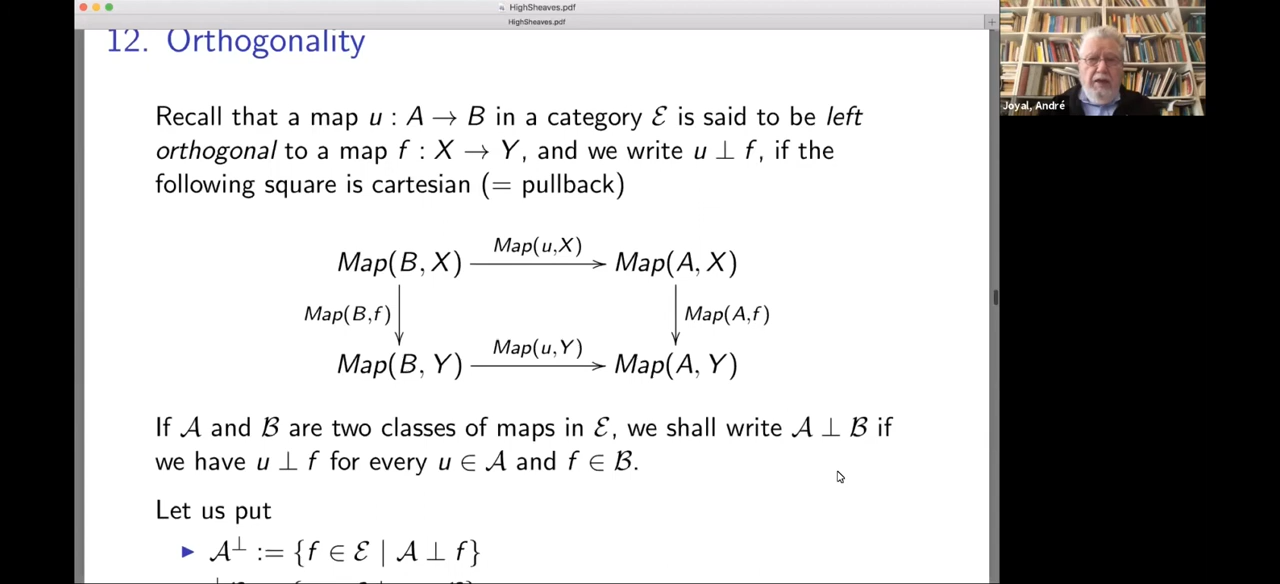 HighSheaves.pdf
HighSheaves.pdf
12. Orthogonality
Joyal, André
Recall that a map u : A → B in a category ℰ is said to be left
orthogonal to a map f : X → Y, and we write u ⊥ f, if the
following square is cartesian (= pullback)
Map(u,X)
Map(B, X) Map(A, X)
Map(B,f) Map(A,f)
Map(u,Y)
Map(B, Y) Map(A, Y)
If 𝒜 and ℬ are two classes of maps in ℰ, we shall write 𝒜 ⊥ ℬ if
we have u ⊥ f for every u ∈ 𝒜 and f ∈ ℬ.
Let us put
▶ 𝒜^⊥ := {f ∈ ℰ | 𝒜 ⊥ f}